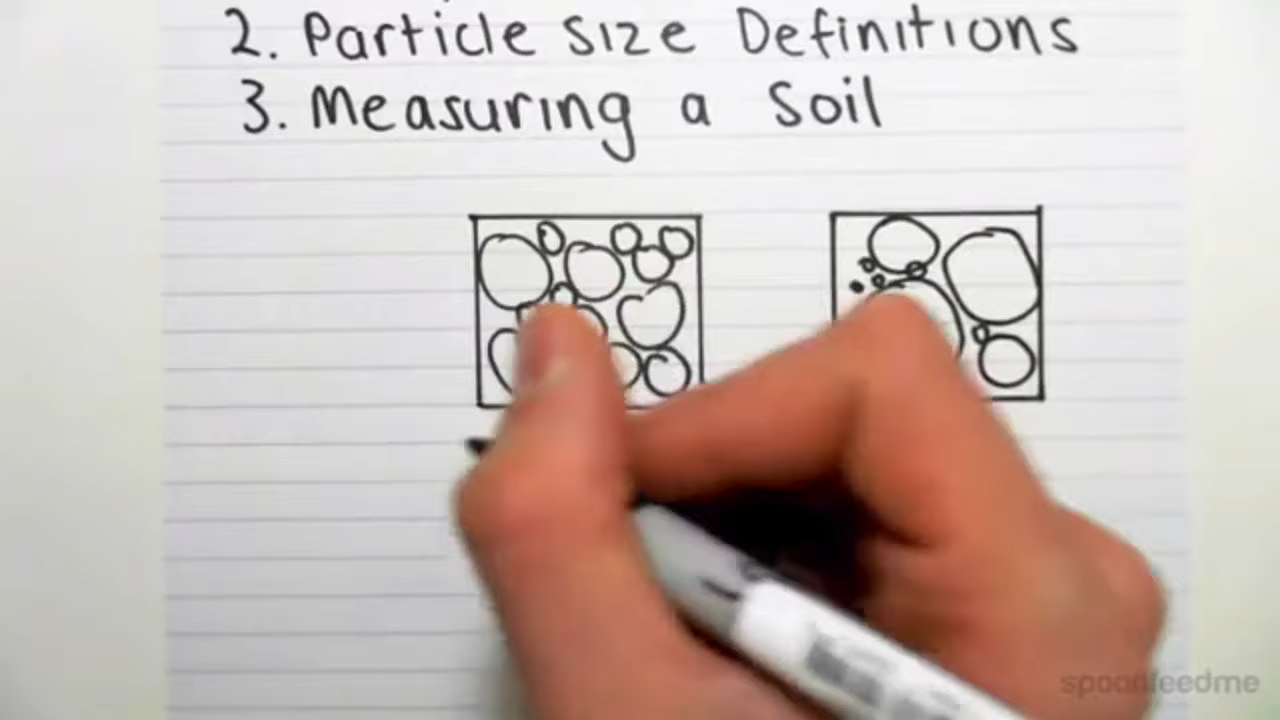 2. Particle Size Definitions
3. Measuring a Soil
spoonfeedme